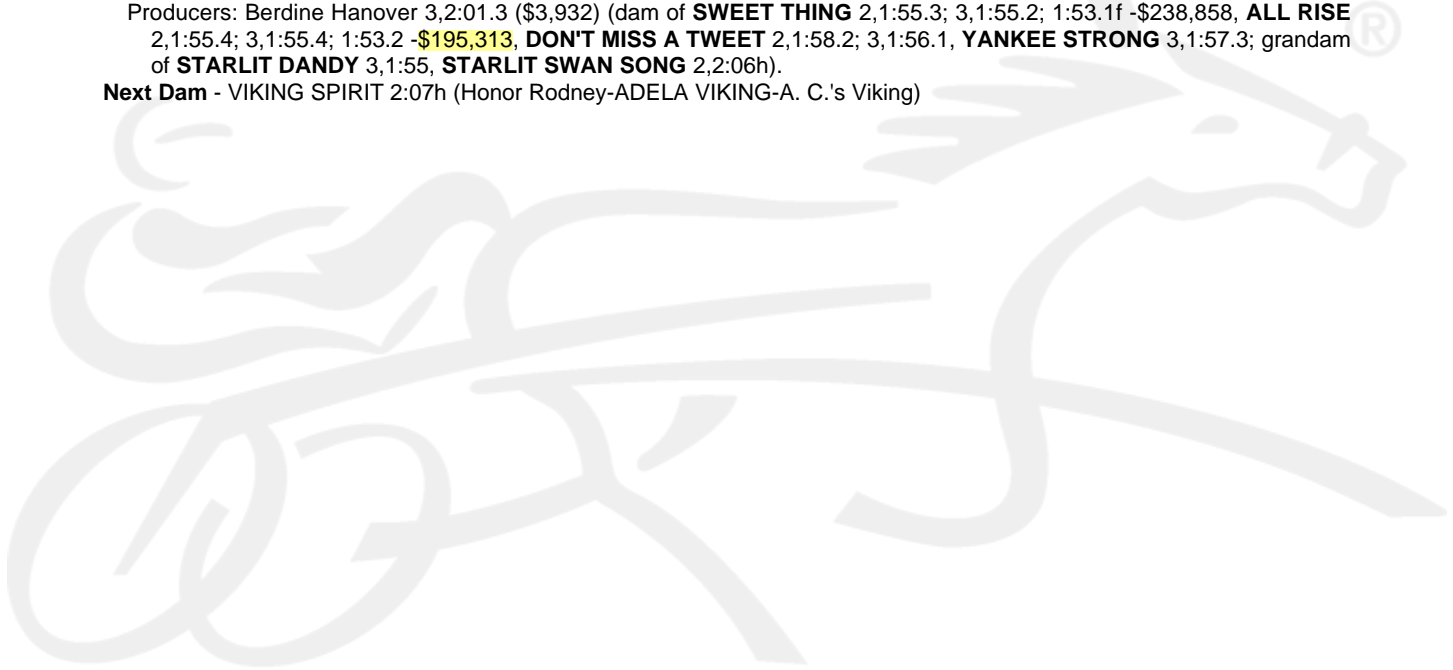 Producers: Berdine Hanover 3,2:01.3 ($3,932) (dam of SWEET THING 2,1:55.3; 3,1:55.2; 1:53.1f -$238,858, ALL RISE
2,1:55.4; 3,1:55.4; 1:53.2 -$195,313, DON'T MISS A TWEET 2,1:58.2; 3,1:56.1, YANKEE STRONG 3,1:57.3; grandam
of STARLIT DANDY 3,1:55, STARLIT SWAN SONG 2,2:06h).
Next Dam - VIKING SPIRIT 2:07h (Honor Rodney-ADELA VIKING-A. C.'s Viking)
®